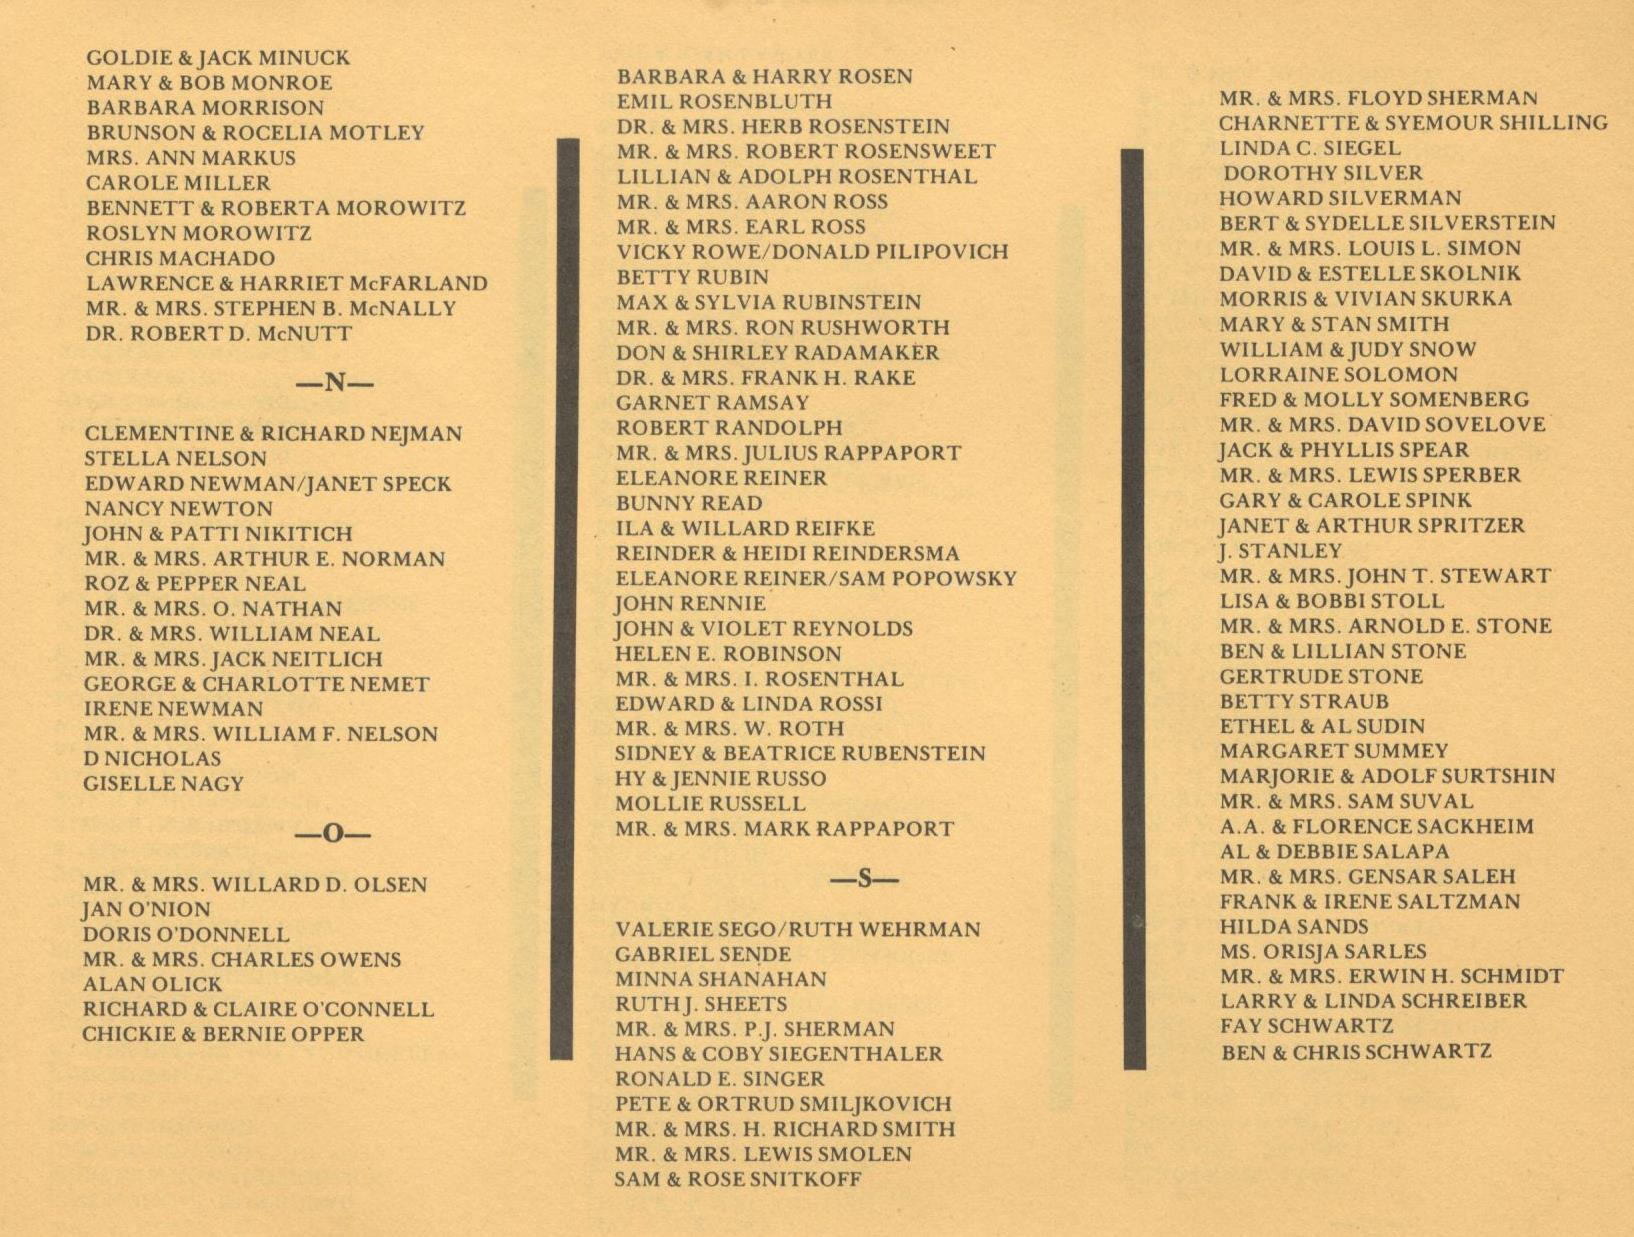 GOLDIE & JACK MINUCK
MARY & BOB MONROE
BARBARA MORRISON
BRUNSON & ROCELIA MOTLEY
MRS. ANN MARKUS
CAROLE MILLER
BENNETT & ROBERTA MOROWITZ
ROSLYN MOROWITZ
CHRIS MACHADO
LAWRENCE & HARRIET McFARLAND
MR. & MRS. STEPHEN B. McNALLY
DR. ROBERT D. McNUTT
—N—
CLEMENTINE & RICHARD NEJMAN
STELLA NELSON
EDWARD NEWMAN/JANET SPECK
NANCY NEWTON
JOHN & PATTI NIKITICH
MR. & MRS. ARTHUR E. NORMAN
ROZ & PEPPER NEAL
MR. & MRS. O. NATHAN
DR. & MRS. WILLIAM NEAL
MR. & MRS. JACK NEITLICH
GEORGE & CHARLOTTE NEMET
IRENE NEWMAN
MR. & MRS. WILLIAM F. NELSON
D NICHOLAS
GISELLE NAGY
—O—
MR. & MRS. WILLARD D. OLSEN
JAN O'NION
DORIS O'DONNELL
MR. & MRS. CHARLES OWENS
ALAN OLICK
RICHARD & CLAIRE O'CONNELL
CHICKIE & BERNIE OPPER
BARBARA & HARRY ROSEN
EMIL ROSENBLUTH
DR. & MRS. HERB ROSENSTEIN
MR. & MRS. ROBERT ROSENSWEET
LILLIAN & ADOLPH ROSENTHAL
MR. & MRS. AARON ROSS
MR. & MRS. EARL ROSS
VICKY ROWE/DONALD PILIPOVICH
BETTY RUBIN
MAX & SYLVIA RUBINSTEIN
MR. & MRS. RON RUSHWORTH
DON & SHIRLEY RADAMAKER
DR. & MRS. FRANK H. RAKE
GARNET RAMSAY
ROBERT RANDOLPH
MR. & MRS. JULIUS RAPPAPORT
ELEANORE REINER
BUNNY READ
ILA & WILLARD REIFKE
REINDER & HEIDI REINDERSMA
ELEANORE REINER/SAM POPOWSKY
JOHN RENNIE
JOHN & VIOLET REYNOLDS
HELEN E. ROBINSON
MR. & MRS. I. ROSENTHAL
EDWARD & LINDA ROSSI
MR. & MRS. W. ROTH
SIDNEY & BEATRICE RUBENSTEIN
HY & JENNIE RUSSO
MOLLIE RUSSELL
MR. & MRS. MARK RAPPAPORT
—S—
VALERIE SEGO/RUTH WEHRMAN
GABRIEL SENDE
MINNA SHANAHAN
RUTH J. SHEETS
MR. & MRS. P.J. SHERMAN
HANS & COBY SIEGENTHALER
RONALD E. SINGER
PETE & ORTRUD SMILJKOVICH
MR. & MRS. H. RICHARD SMITH
MR. & MRS. LEWIS SMOLEN
SAM & ROSE SNITKOFF
MR. & MRS. FLOYD SHERMAN
CHARNETTE & SYEMOUR SHILLING
LINDA C. SIEGEL
DOROTHY SILVER
HOWARD SILVERMAN
BERT & SYDELLE SILVERSTEIN
MR. & MRS. LOUIS L. SIMON
DAVID & ESTELLE SKOLNIK
MORRIS & VIVIAN SKURKA
MARY & STAN SMITH
WILLIAM & JUDY SNOW
LORRAINE SOLOMON
FRED & MOLLY SOMENBERG
MR. & MRS. DAVID SOVELOVE
JACK & PHYLLIS SPEAR
MR. & MRS. LEWIS SPERBER
GARY & CAROLE SPINK
JANET & ARTHUR SPRITZER
J. STANLEY
MR. & MRS. JOHN T. STEWART
LISA & BOBBI STOLL
MR. & MRS. ARNOLD E. STONE
BEN & LILLIAN STONE
GERTRUDE STONE
BETTY STRAUB
ETHEL & AL SUDIN
MARGARET SUMMEY
MARJORIE & ADOLF SURTSHIN
MR. & MRS. SAM SUVAL
A.A. & FLORENCE SACKHEIM
AL & DEBBIE SALAPA
MR. & MRS. GENSAR SALEH
FRANK & IRENE SALTZMAN
HILDA SANDS
MS. ORISJA SARLES
MR. & MRS. ERWIN H. SCHMIDT
LARRY & LINDA SCHREIBER
FAY SCHWARTZ
BEN & CHRIS SCHWARTZ